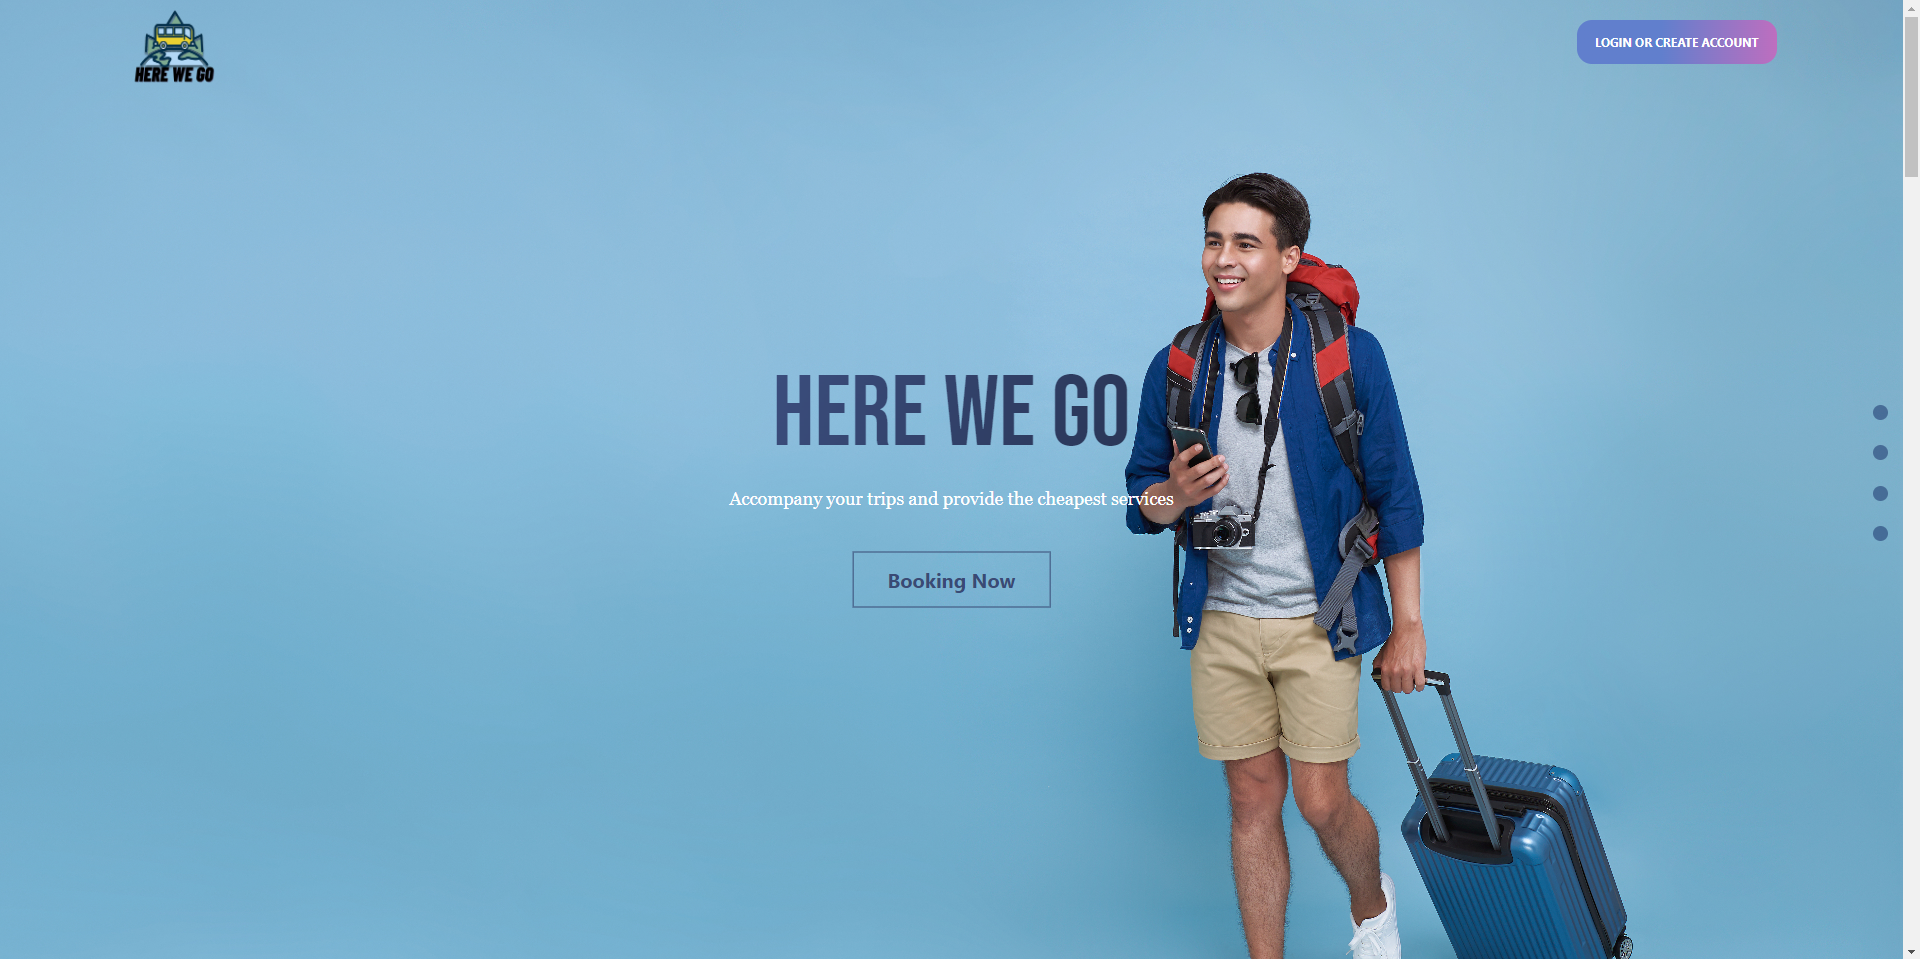 HERE WE GO
LOGIN OR CREATE ACCOUNT
HERE WE GO
Accompany your trips and provide the cheapest services
Booking Now